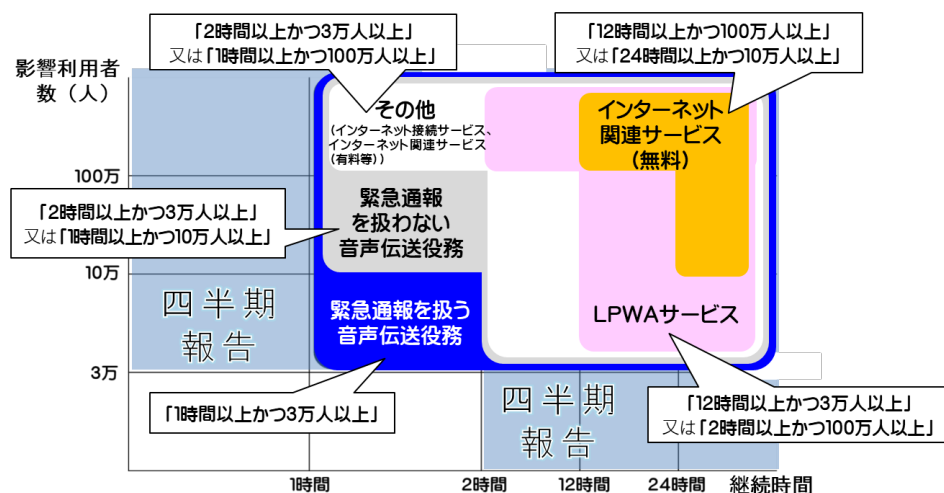 「2時間以上かつ3万人以上」
又は「1時間以上かつ100万人以上」
「12時間以上かつ100万人以上」
又は「24時間以上かつ10万人以上」
影響利用者
数（人）
その他
(インターネット接続サービス、
インターネット関連サービス
(有料等))
インターネット
関連サービス
(無料)
100万
緊急通報
を扱わない
音声伝送役務
「2時間以上かつ3万人以上」
又は「1時間以上かつ10万人以上」
10万
四半期
報告
緊急通報を扱う
音声伝送役務
LPWAサービス
3万
「1時間以上かつ3万人以上」
四半期
報告
「12時間以上かつ3万人以上」
又は「2時間以上かつ100万人以上」
1時間
2時間
12時間
24時間
継続時間